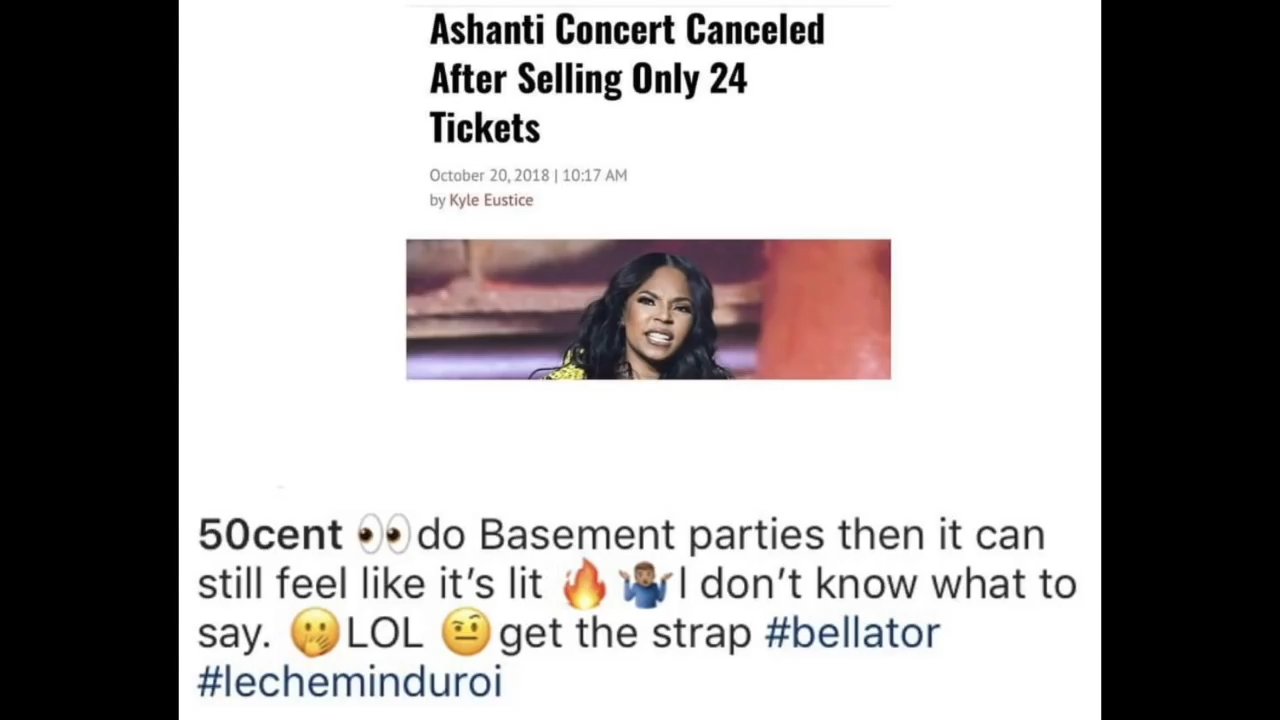 Ashanti Concert Canceled
After Selling Only 24
Tickets
October 20, 2018 | 10:17 AM
by Kyle Eustice
50cent 👀do Basement parties then it can
still feel like it’s lit 🔥🤷🏽‍♂️I don’t know what to
say. 🤭LOL 🤨get the strap #bellator
#lecheminduroi